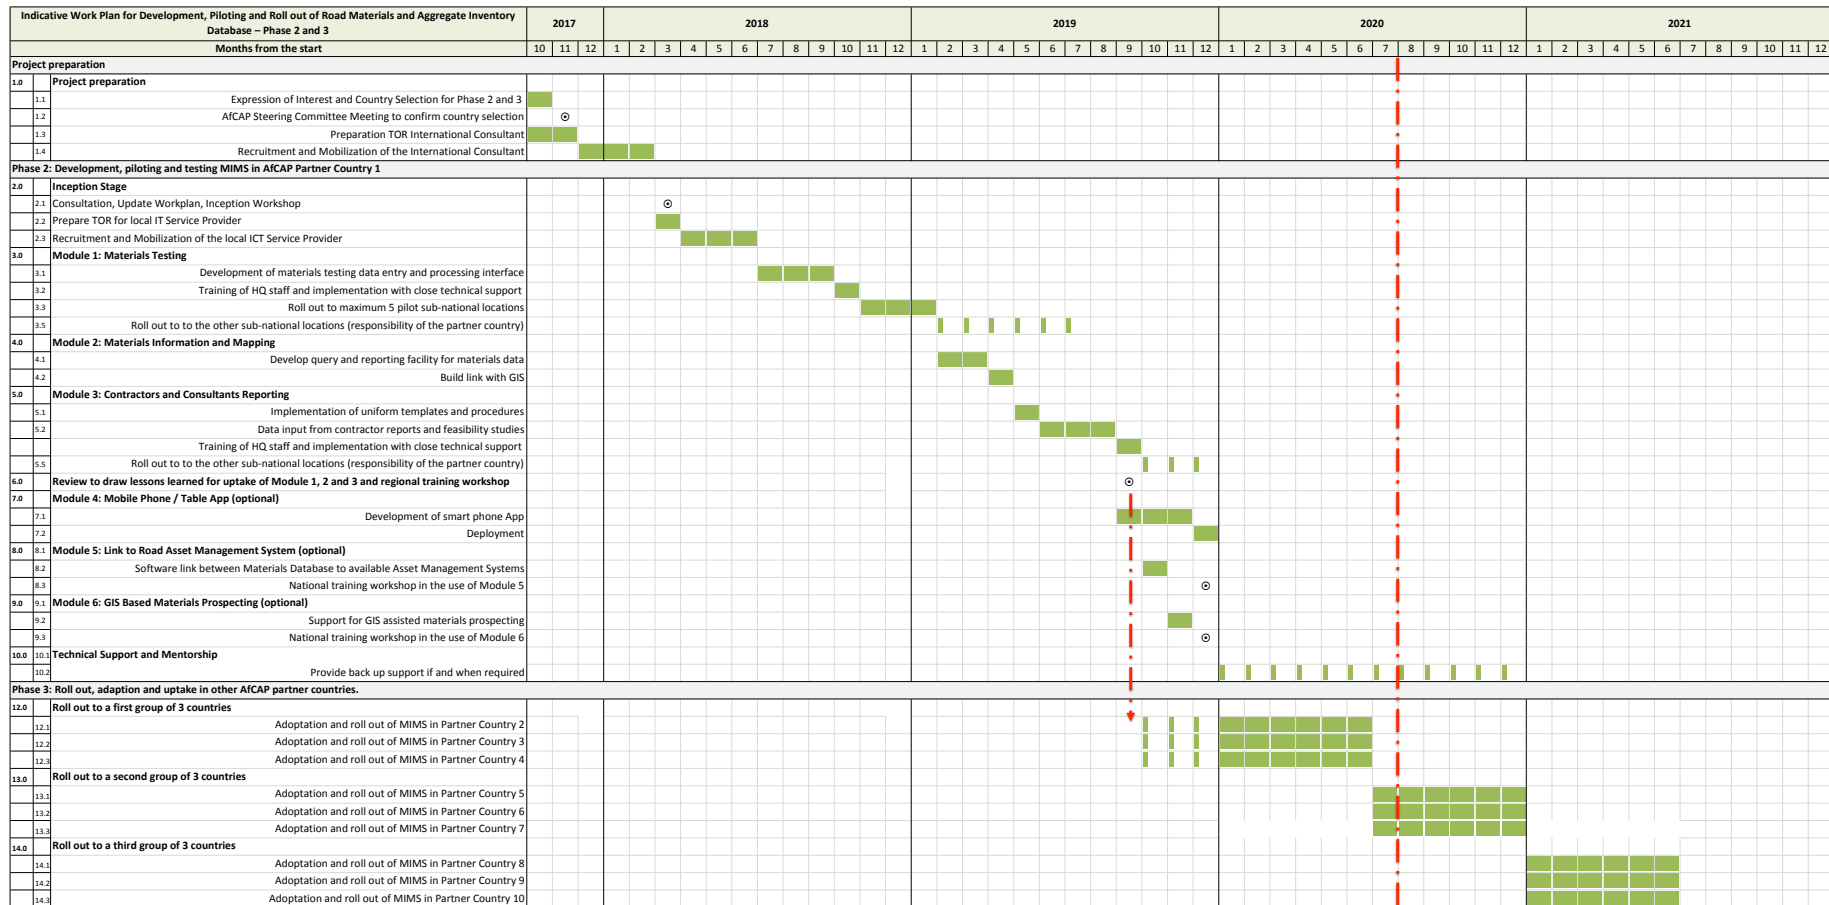 Indicative Work Plan for Development, Piloting and Roll out of Road Materials and Aggregate Inventory
Database – Phase 2 and 3
2017 2018 2019 2020 2021
Months from the start 10 11 12 1 2 3 4 5 6 7 8 9 10 11 12 1 2 3 4 5 6 7 8 9 10 11 12 1 2 3 4 5 6 7 8 9 10 11 12 1 2 3 4 5 6 7 8 9 10 11 12
Project preparation
1.0 Project preparation
1.1 Expression of Interest and Country Selection for Phase 2 and 3
1.2 AfCAP Steering Committee Meeting to confirm country selection
1.3 Preparation TOR International Consultant
1.4 Recruitment and Mobilization of the International Consultant
Phase 2: Development, piloting and testing MIMS in AfCAP Partner Country 1
2.0 Inception Stage
2.1 Consultation, Update Workplan, Inception Workshop
2.2 Prepare TOR for local IT Service Provider
2.3 Recruitment and Mobilization of the local ICT Service Provider
3.0 Module 1: Materials Testing
3.1 Development of materials testing data entry and processing interface
3.2 Training of HQ staff and implementation with close technical support
3.3 Roll out to maximum 5 pilot sub-national locations
3.5 Roll out to to the other sub-national locations (responsibility of the partner country)
4.0 Module 2: Materials Information and Mapping
4.1 Develop query and reporting facility for materials data
4.2 Build link with GIS
5.0 Module 3: Contractors and Consultants Reporting
5.1 Implementation of uniform templates and procedures
5.2 Data input from contractor reports and feasibility studies
Training of HQ staff and implementation with close technical support
5.5 Roll out to to the other sub-national locations (responsibility of the partner country)
6.0 Review to draw lessons learned for uptake of Module 1, 2 and 3 and regional training workshop
7.0 Module 4: Mobile Phone / Table App (optional)
7.1 Development of smart phone App
7.2 Deployment
8.0 8.1 Module 5: Link to Road Asset Management System (optional)
8.2 Software link between Materials Database to available Asset Management Systems
8.3 National training workshop in the use of Module 5
9.0 9.1 Module 6: GIS Based Materials Prospecting (optional)
9.2 Support for GIS assisted materials prospecting
9.3 National training workshop in the use of Module 6
10.0 10.1 Technical Support and Mentorship
10.2 Provide back up support if and when required
Phase 3: Roll out, adaption and uptake in other AfCAP partner countries.
12.0 Roll out to a first group of 3 countries
12.1 Adoptation and roll out of MIMS in Partner Country 2
12.2 Adoptation and roll out of MIMS in Partner Country 3
12.3 Adoptation and roll out of MIMS in Partner Country 4
13.0 Roll out to a second group of 3 countries
13.1 Adoptation and roll out of MIMS in Partner Country 5
13.2 Adoptation and roll out of MIMS in Partner Country 6
13.3 Adoptation and roll out of MIMS in Partner Country 7
14.0 Roll out to a third group of 3 countries
14.1 Adoptation and roll out of MIMS in Partner Country 8
14.2 Adoptation and roll out of MIMS in Partner Country 9
14.3 Adoptation and roll out of MIMS in Partner Country 10